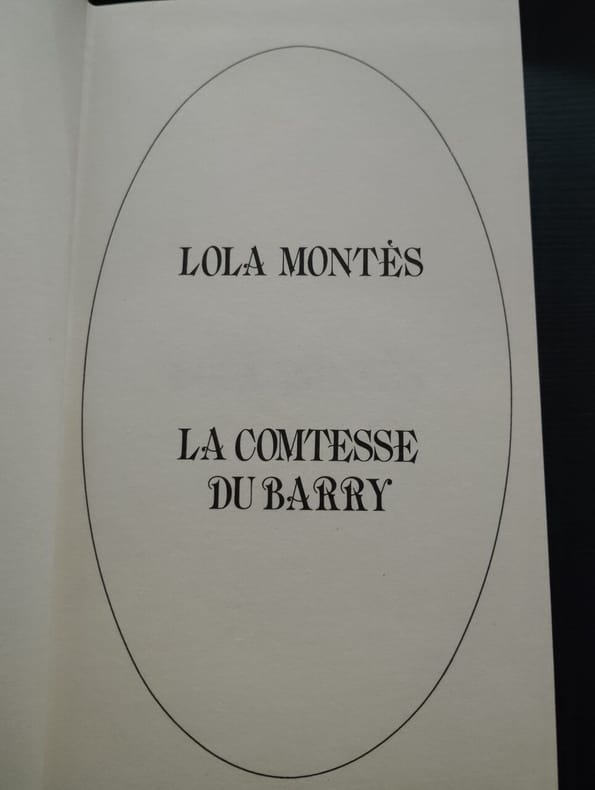 LOLA MONTÈS
LA COMTESSE
DU BARRY